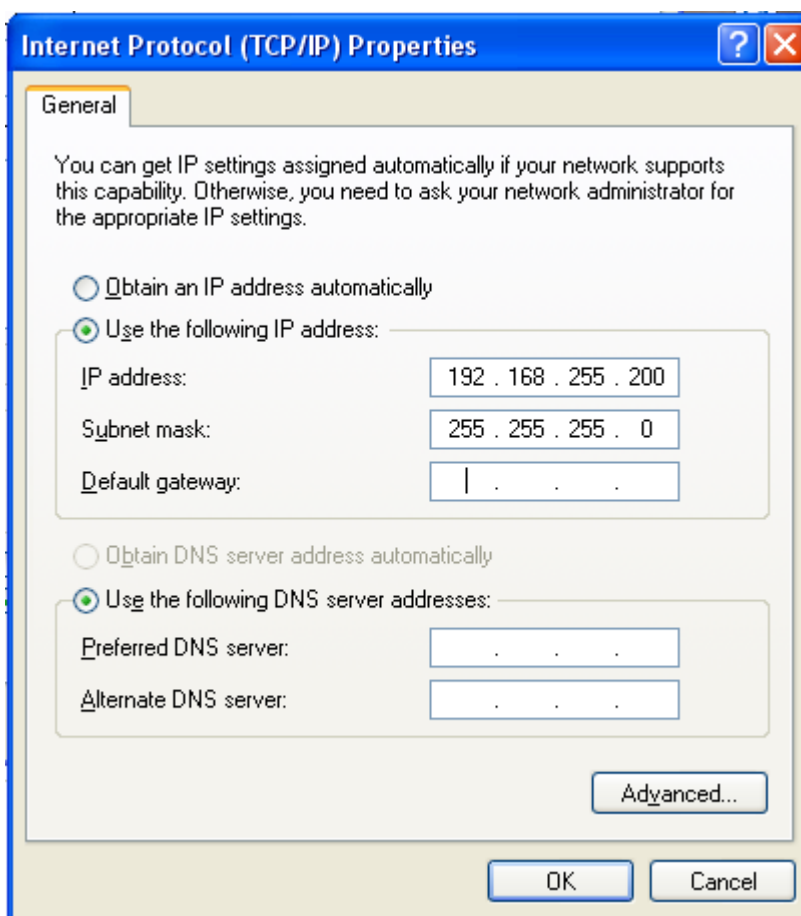 Internet Protocol (TCP/IP) Properties
General
You can get IP settings assigned automatically if your network supports
this capability. Otherwise, you need to ask your network administrator for
the appropriate IP settings.
Obtain an IP address automatically
Use the following IP address:
IP address: 192 . 168 . 255 . 200
Subnet mask: 255 . 255 . 255 . 0
Default gateway: . . .
Obtain DNS server address automatically
Use the following DNS server addresses:
Preferred DNS server: . . .
Alternate DNS server: . . .
Advanced...
OK Cancel